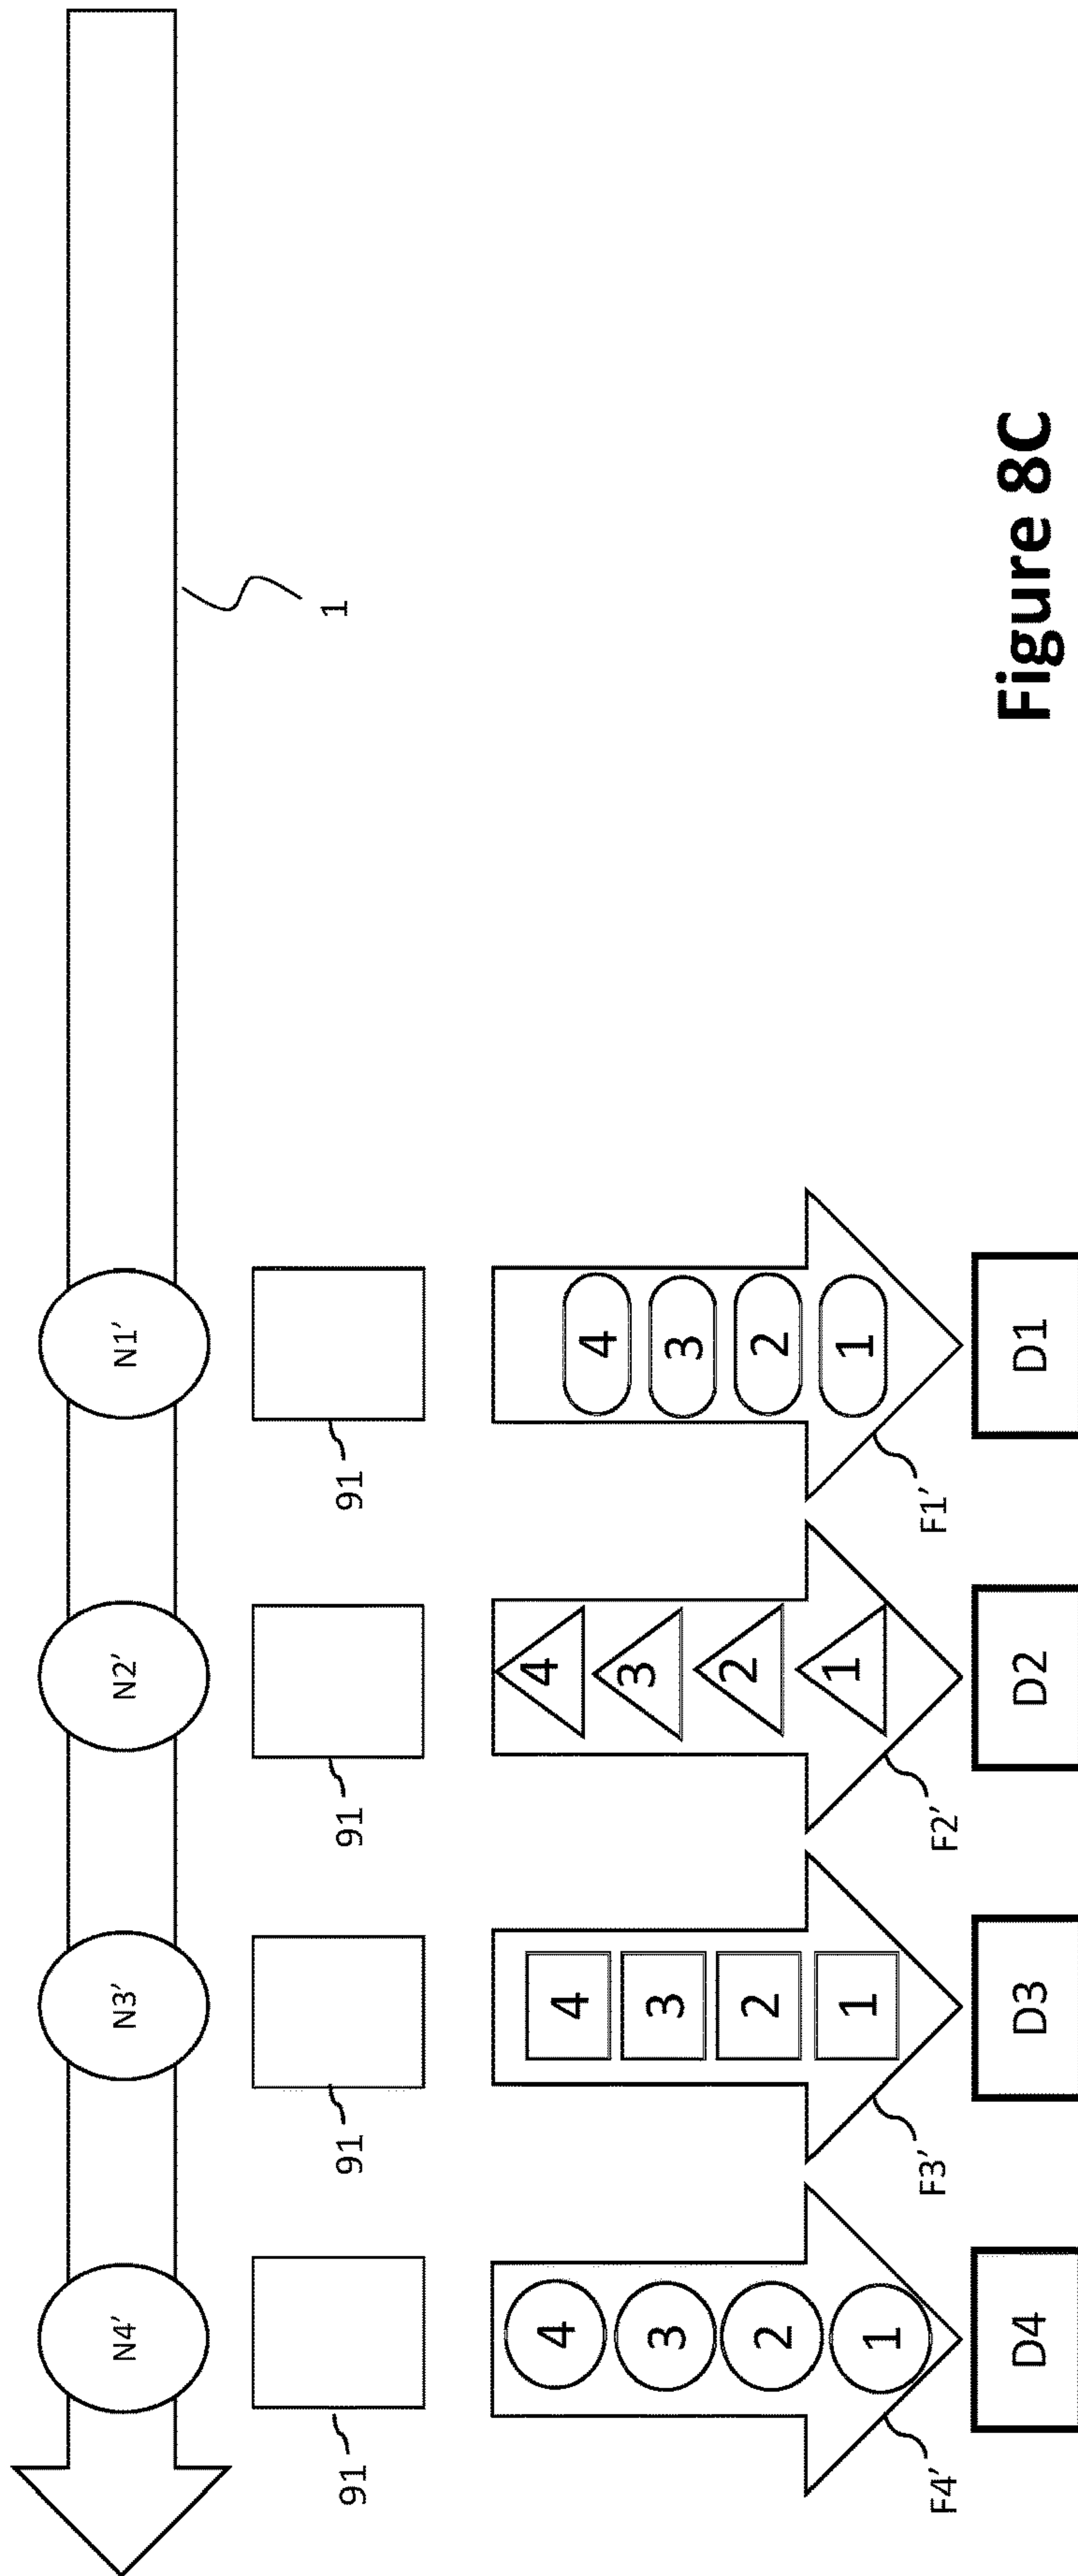 N4' N3' N2' N1'
91 91 91 91 1
4 4 4 4
3 3 3 3
2 2 2 2
1 1 1 1
F4' F3' F2' F1'
D4 D3 D2 D1
Figure 8C